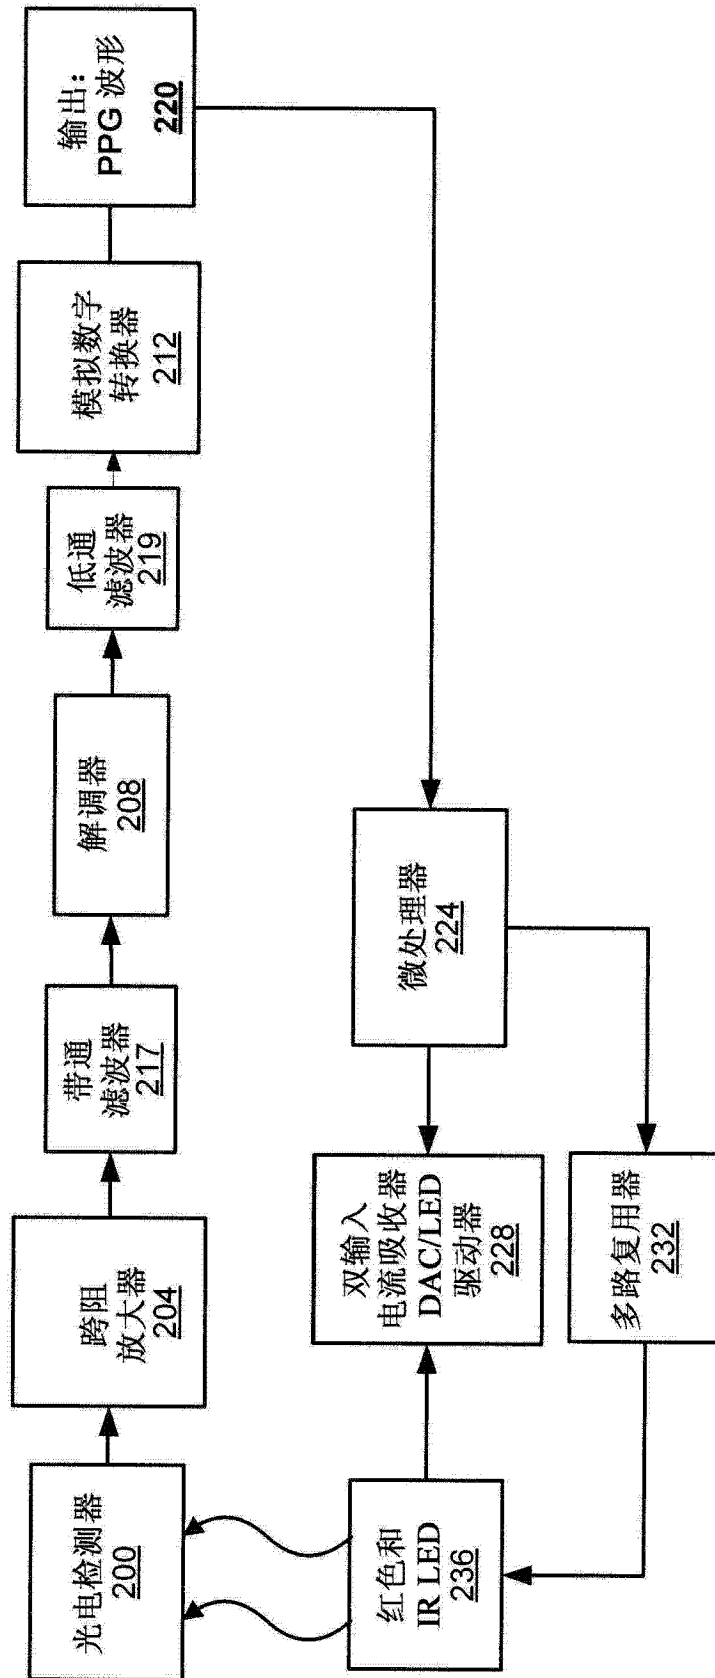 光电检测器
200
跨阻
放大器
204
带通
滤波器
217
解调器
208
低通
滤波器
219
模拟数字
转换器
212
输出:
PPG 波形
220
红色和
IR LED
236
双输入
电流吸收器
DAC/LED
驱动器
228
微处理器
224
多路复用器
232